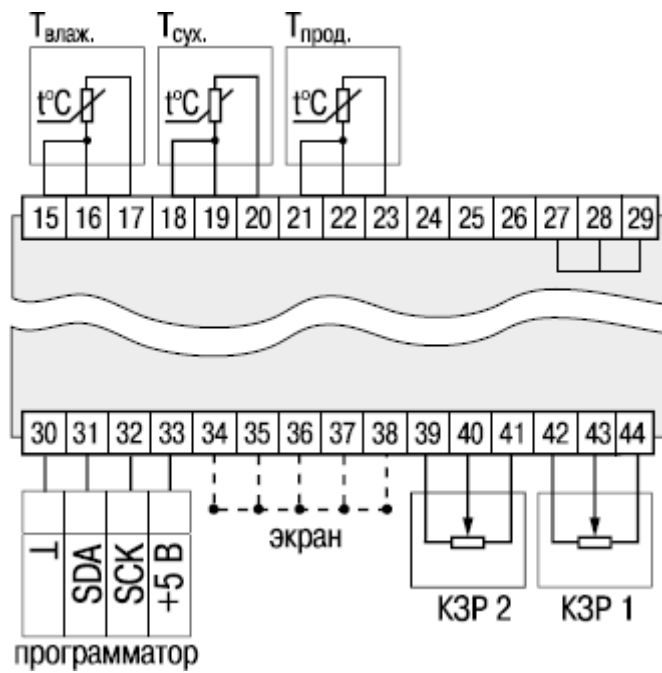 Tвлаж. Tсух. Tпрод.
t°C t°C t°C
15 16 17 18 19 20 21 22 23 24 25 26 27 28 29
30 31 32 33 34 35 36 37 38 39 40 41 42 43 44
⊥ SDA SCK +5 В
экран
КЗР 2 КЗР 1
программатор